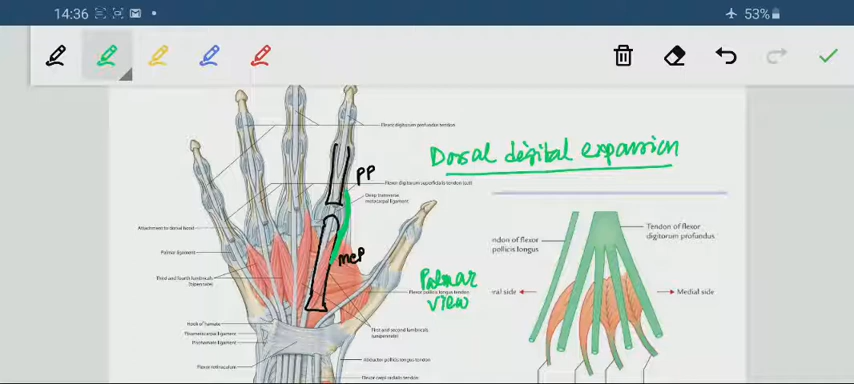 14:36
53%
Flexor digitorum profundus tendon
Dorsal digital expansion
PP
Flexor digitorum superficialis tendon (cut)
Deep transverse
metacarpal ligament
Attachment to dorsal hood
Palmar ligament
mcp
Third and fourth lumbricals
Palmar
view
Flexor pollicis longus tendon
First and second lumbricals
(unipennate)
Hook of hamate
Pisometacarpal ligament
Pisohamate ligament
Flexor retinaculum
Abductor pollicis longus tendon
Flexor carpi radialis tendon
ndon of flexor
pollicis longus
Tendon of flexor
digitorum profundus
ral side
Medial side